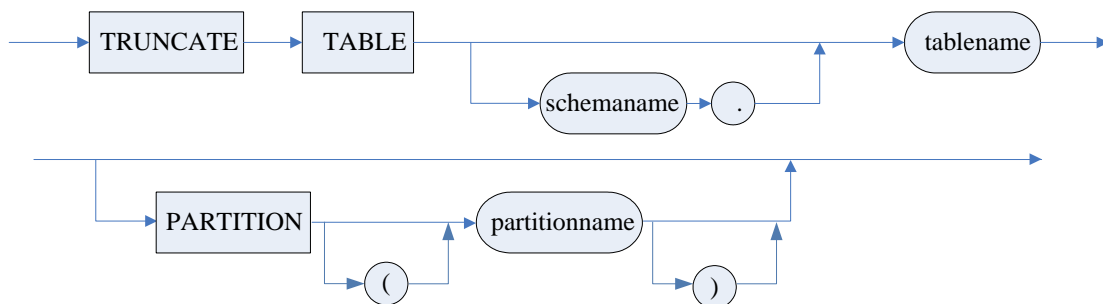 TRUNCATE TABLE tablename
schemaname .
PARTITION partitionname
( )